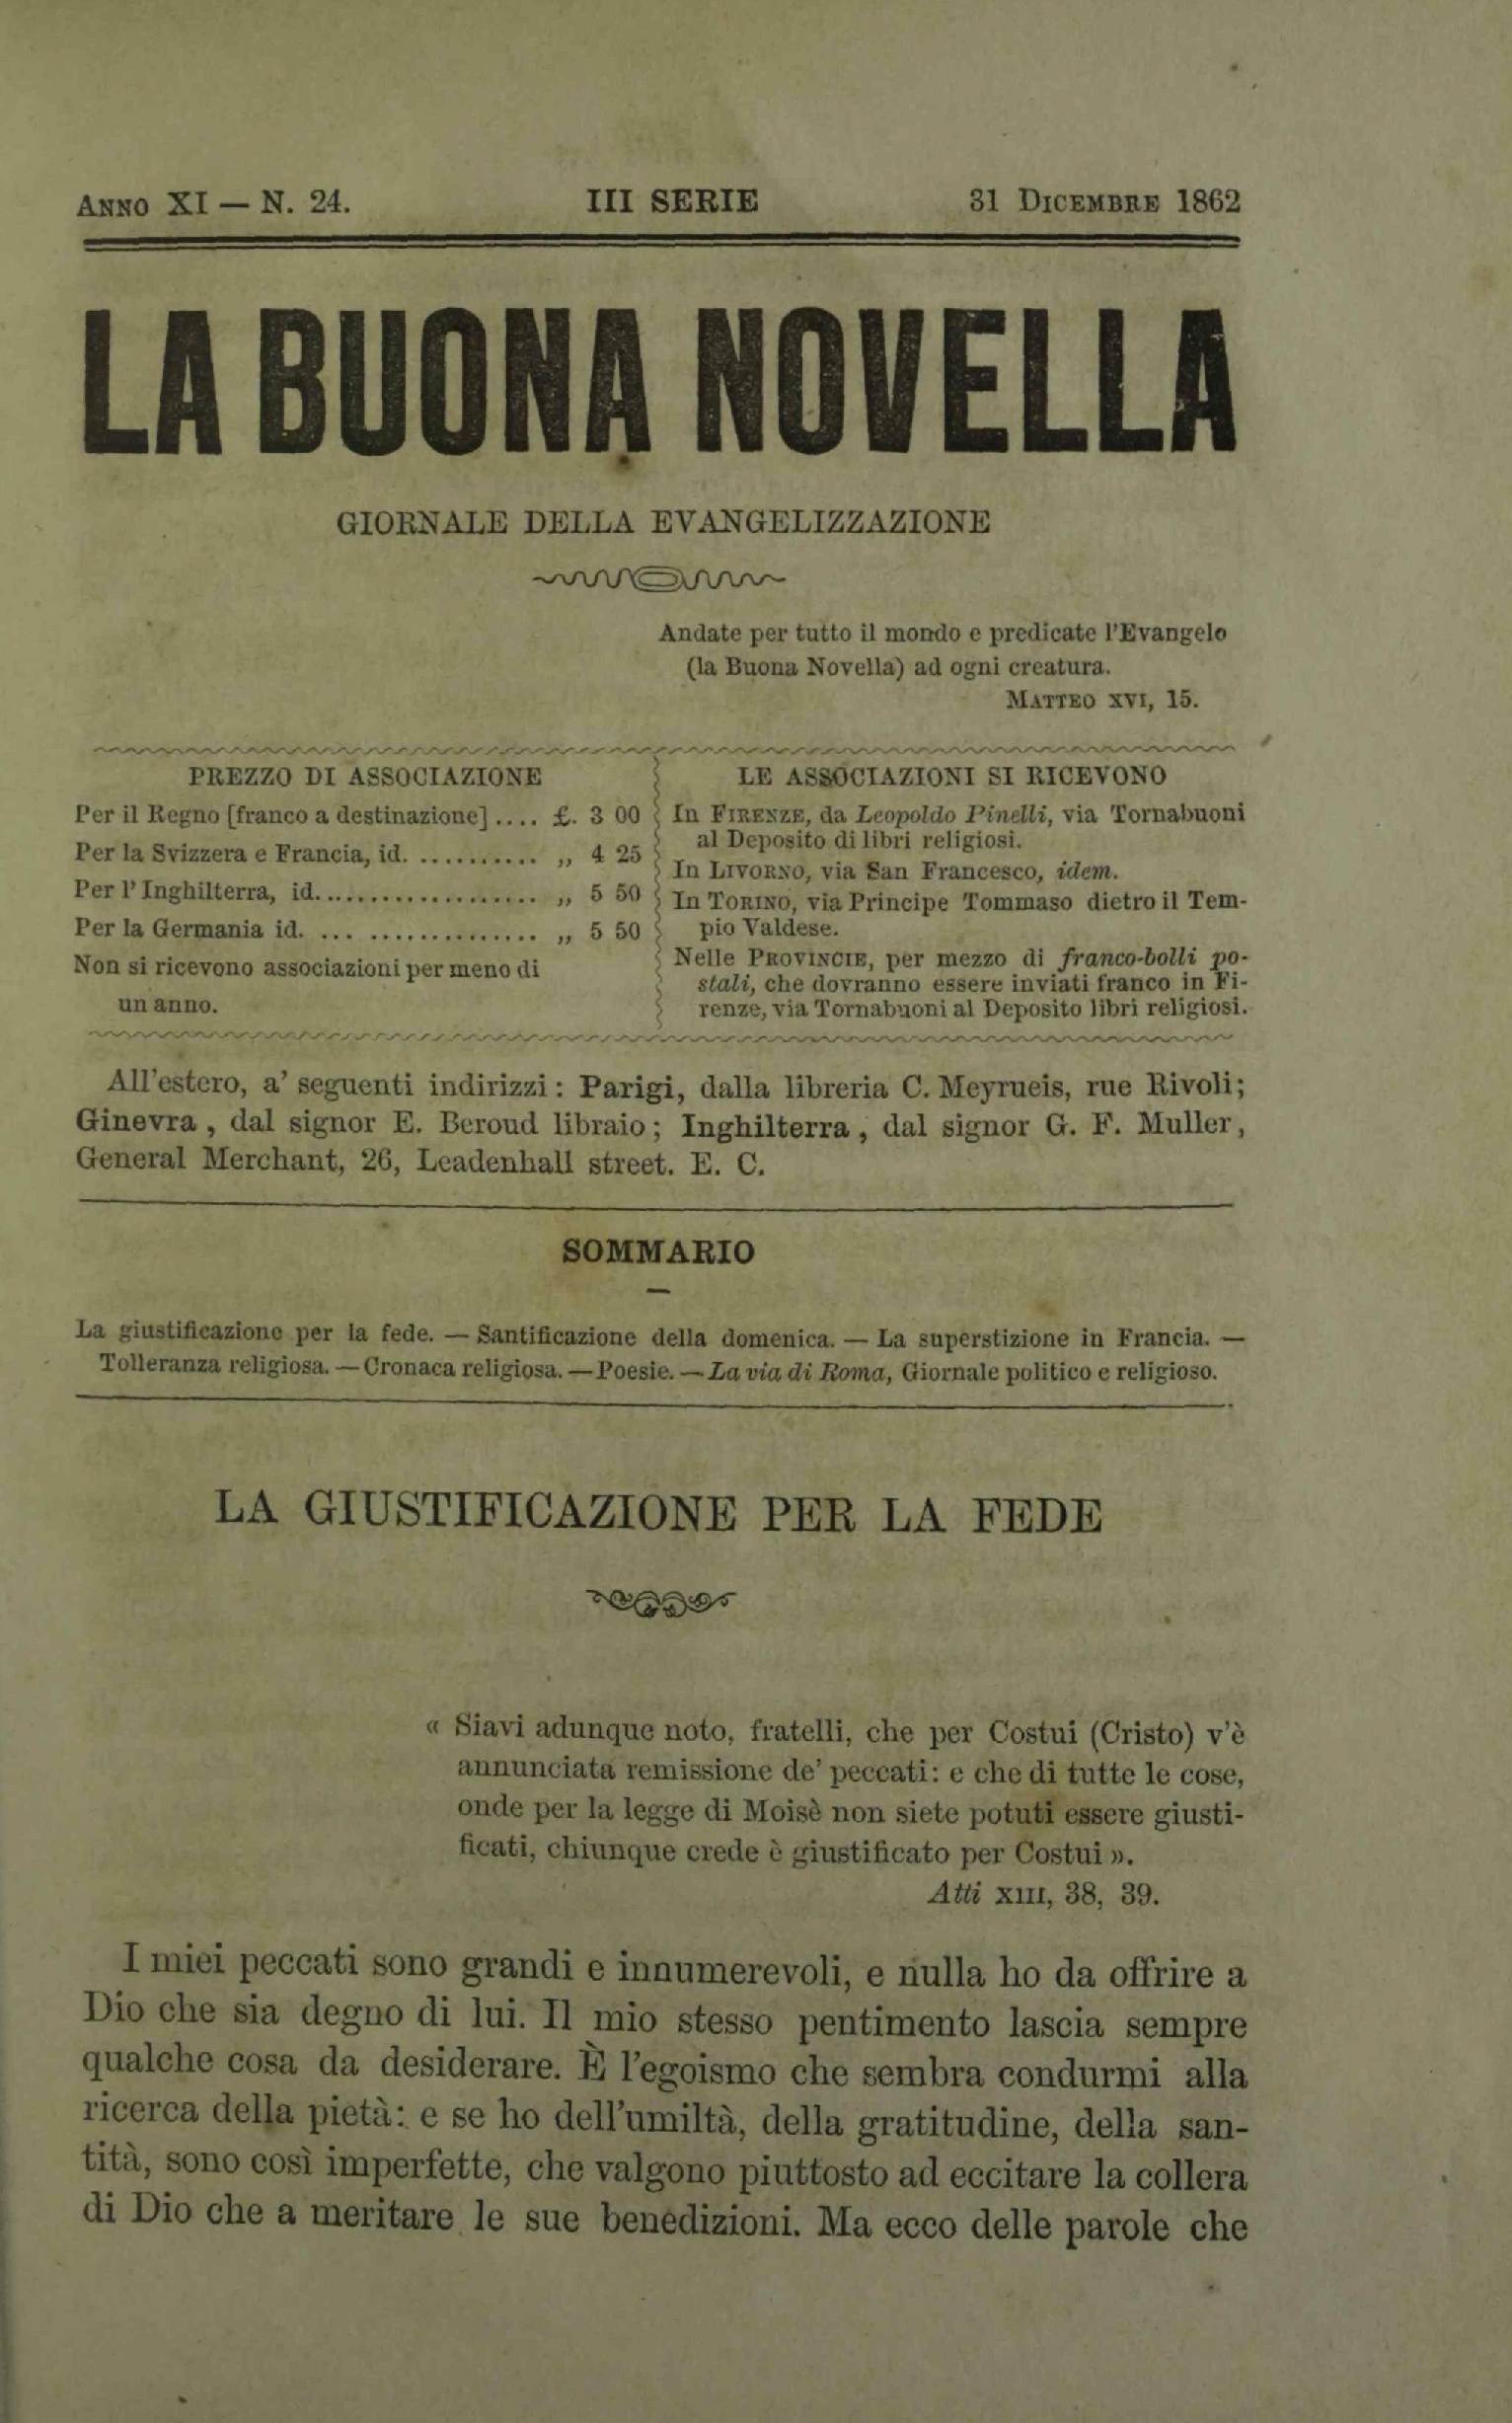 ANNO XI — N. 24.
III SERIE
31 DICEMBRE 1862
LA BUONA NOVELLA
GIORNALE DELLA EVANGELIZZAZIONE
Andate per tutto il mondo e predicate l'Evangelo
(la Buona Novella) ad ogni creatura.
MATTEO XVI, 15.
PREZZO DI ASSOCIAZIONE
Per il Regno [franco a destinazione] .... £. 3 00
Per la Svizzera e Francia, id. ........... „ 4 25
Per l'Inghilterra, id................... „ 5 50
Per la Germania id. ... .............. „ 5 50
Non si ricevono associazioni per meno di
un anno.
LE ASSOCIAZIONI SI RICEVONO
In FIRENZE, da Leopoldo Pinelli, via Tornabuoni
al Deposito di libri religiosi.
In LIVORNO, via San Francesco, idem.
In TORINO, via Principe Tommaso dietro il Tem-
pio Valdese.
Nelle PROVINCIE, per mezzo di franco-bolli po-
stali, che dovranno essere inviati franco in Fi-
renze, via Tornabuoni al Deposito libri religiosi.
All'estero, a' seguenti indirizzi: Parigi, dalla libreria C. Meyrueis, rue Rivoli;
Ginevra, dal signor E. Beroud libraio; Inghilterra, dal signor G. F. Muller,
General Merchant, 26, Leadenhall street. E. C.
SOMMARIO
La giustificazione per la fede. — Santificazione della domenica. — La superstizione in Francia. —
Tolleranza religiosa. — Cronaca religiosa. — Poesie. — La via di Roma, Giornale politico e religioso.
LA GIUSTIFICAZIONE PER LA FEDE
« Siavi adunque noto, fratelli, che per Costui (Cristo) v'è
annunciata remissione de' peccati: e che di tutte le cose,
onde per la legge di Moisè non siete potuti essere giusti-
ficati, chiunque crede è giustificato per Costui ».
Atti XIII, 38, 39.
I miei peccati sono grandi e innumerevoli, e nulla ho da offrire a
Dio che sia degno di lui. Il mio stesso pentimento lascia sempre
qualche cosa da desiderare. È l'egoismo che sembra condurmi alla
ricerca della pietà: e se ho dell'umiltà, della gratitudine, della san-
tità, sono così imperfette, che valgono piuttosto ad eccitare la collera
di Dio che a meritare le sue benedizioni. Ma ecco delle parole che